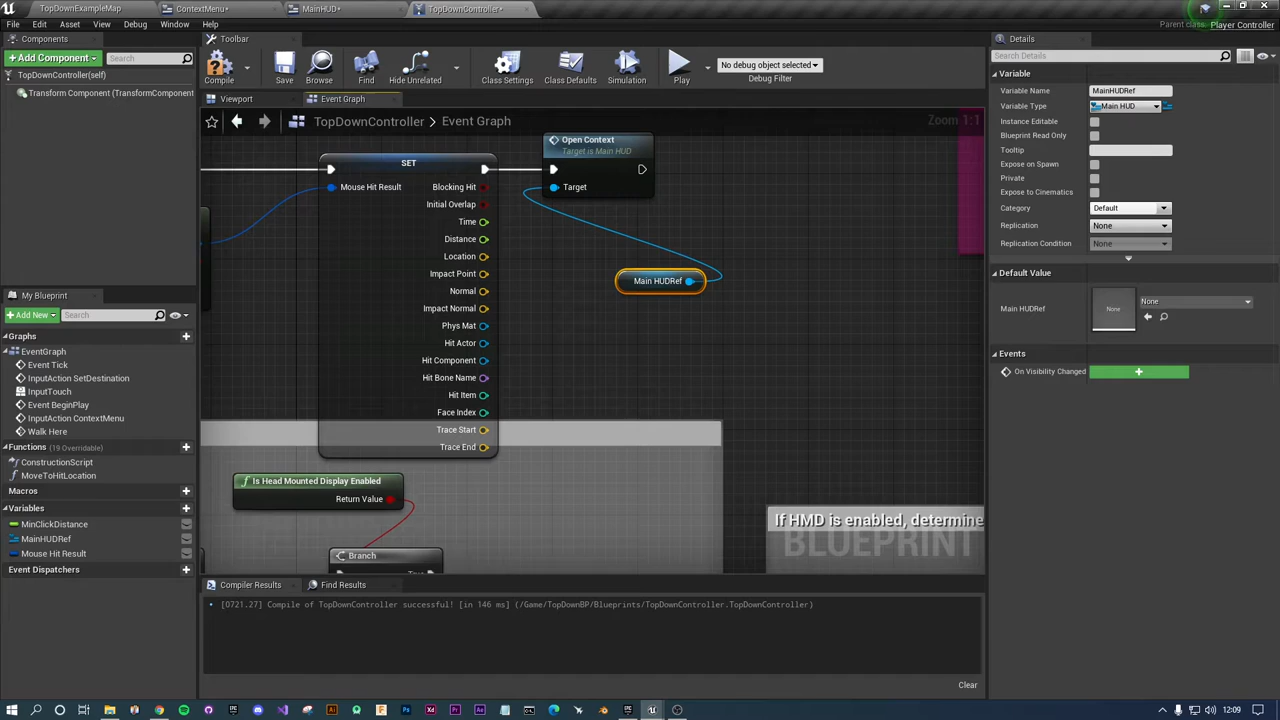 TopDownExampleMap
ContextMenu*
MainHUD*
TopDownController*
File Edit Asset View Debug Window Help
Parent class: Player Controller
Components
Toolbar
Details
+ Add Component
Search
Search Details
TopDownController(self)
Transform Component (TransformComponent
Compile
Save
Browse
Find
Hide Unrelated
Class Settings
Class Defaults
Simulation
Play
No debug object selected
Debug Filter
Viewport
Event Graph
TopDownController
Event Graph
Zoom 1:1
SET
Mouse Hit Result
Blocking Hit
Initial Overlap
Time
Distance
Location
Impact Point
Normal
Impact Normal
Phys Mat
Hit Actor
Hit Component
Hit Bone Name
Hit Item
Face Index
Trace Start
Trace End
Open Context
Target is Main HUD
Target
Main HUDRef
Is Head Mounted Display Enabled
Return Value
Branch
If HMD is enabled, determine
BLUEPRINT
My Blueprint
+ Add New
Search
Graphs
EventGraph
Event Tick
InputAction SetDestination
InputTouch
Event BeginPlay
InputAction ContextMenu
Walk Here
Functions (19 Overridable)
ConstructionScript
MoveToHitLocation
Macros
Variables
MinClickDistance
MainHUDRef
Mouse Hit Result
Event Dispatchers
Variable
Variable Name MainHUDRef
Variable Type Main HUD
Instance Editable
Blueprint Read Only
Tooltip
Expose on Spawn
Private
Expose to Cinematics
Category Default
Replication None
Replication Condition None
Default Value
Main HUDRef
None
None
Events
On Visibility Changed
Compiler Results
Find Results
[0721.27] Compile of TopDownController successful! [in 146 ms] (/Game/TopDownBP/Blueprints/TopDownController.TopDownController)
Clear
12:09